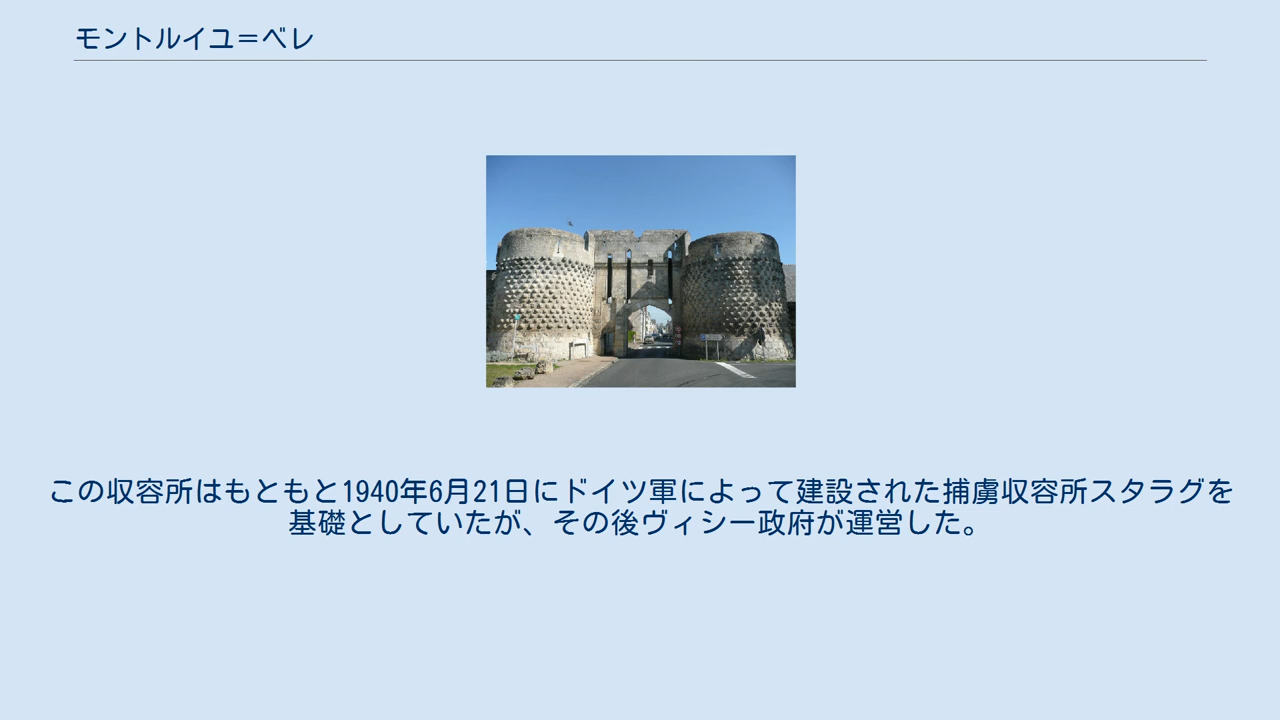 モントルイユ＝ベレ
この収容所はもともと1940年6月21日にドイツ軍によって建設された捕虜収容所スタラグを
基礎としていたが、その後ヴィシー政府が運営した。